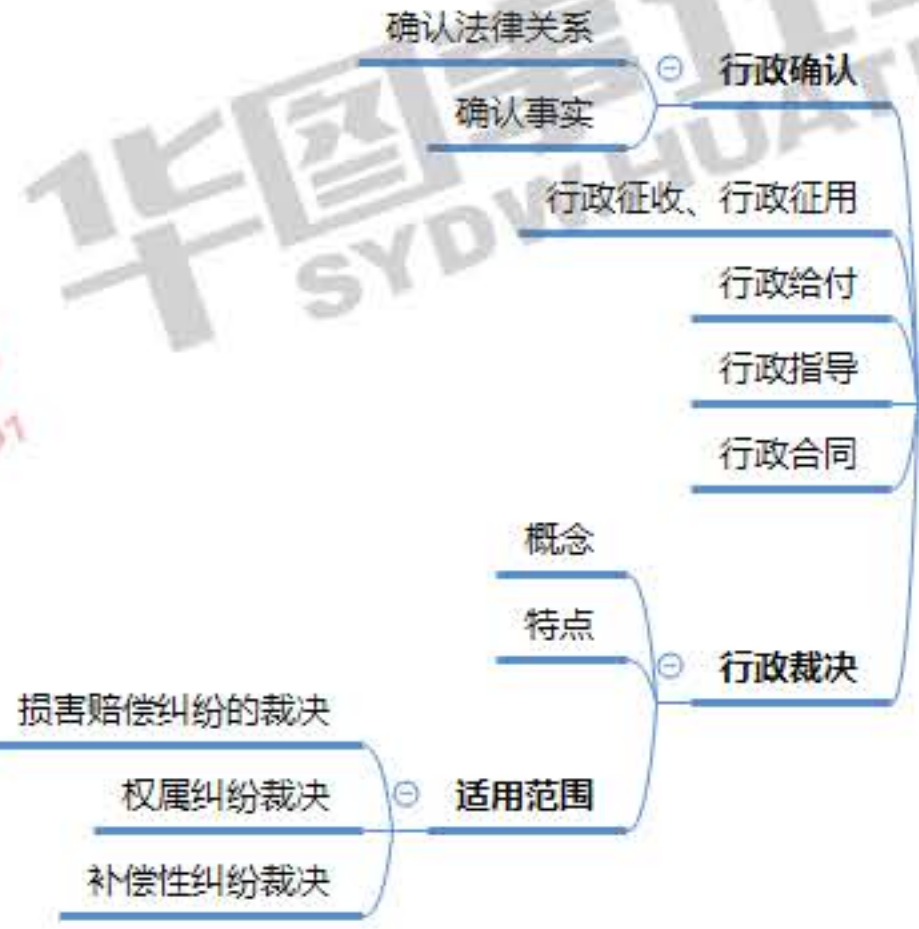 确认法律关系
行政确认
确认事实
行政征收、行政征用
行政给付
行政指导
行政合同
概念
特点
行政裁决
损害赔偿纠纷的裁决
权属纠纷裁决
适用范围
补偿性纠纷裁决
华图
SYDWHUAT